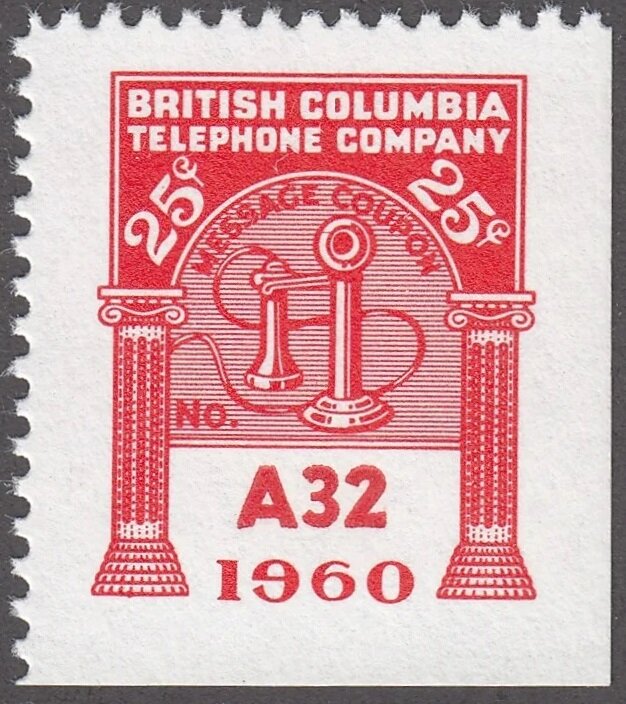 BRITISH COLUMBIA
TELEPHONE COMPANY
25¢ 25¢
MESSAGE COUPON
NO.
A32
1960